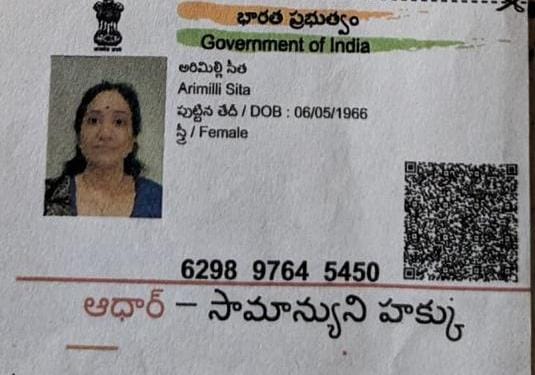 భారత ప్రభుత్వం
Government of India
అరిమిల్లి సీత
Arimilli Sita
పుట్టిన తేదీ / DOB : 06/05/1966
స్త్రీ / Female
6298 9764 5450
ఆధార్ – సామాన్యుని హక్కు